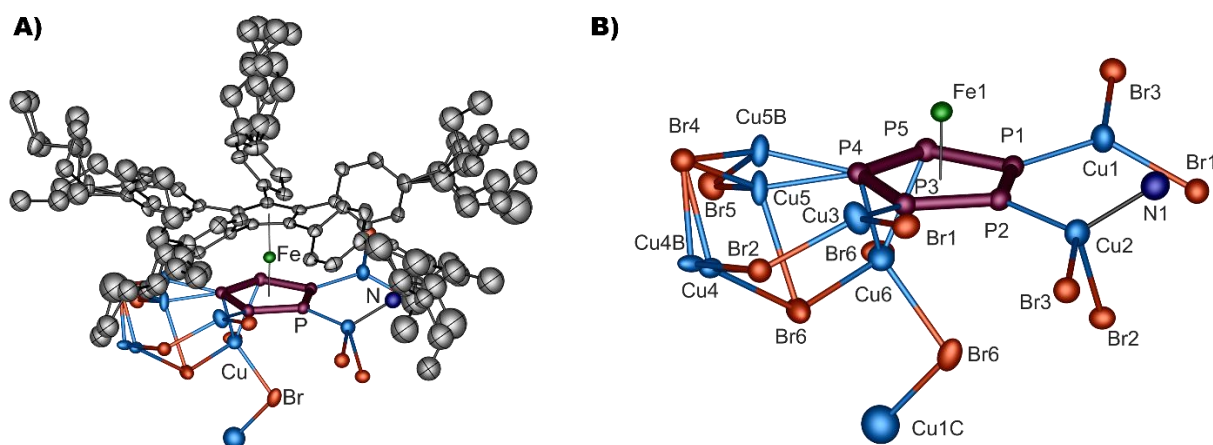 A)
Fe
N
P
Cu
Br
B)
Fe1
Br3
Br4
Cu5B
P5
P1
P4
Br1
Cu1
P3
N1
Br5
Cu5
Cu3
P2
Cu4B
Br2
Br6
Br1
Cu2
Cu4
Cu6
Br3
Br6
Br2
Br6
Cu1C